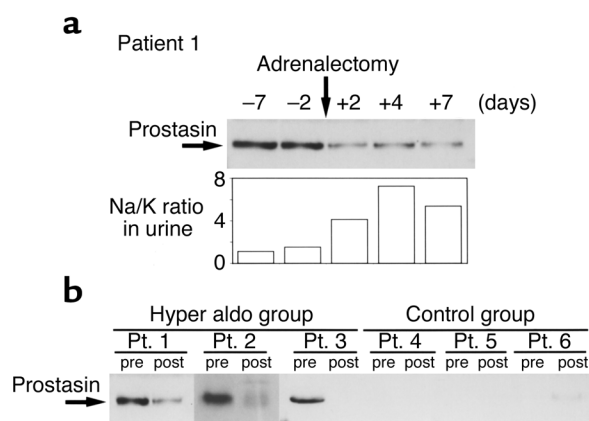 a
Patient 1
Adrenalectomy
–7 –2 +2 +4 +7 (days)
Prostasin
8
Na/K ratio
in urine
4
0
b
Hyper aldo group Control group
Pt. 1 Pt. 2 Pt. 3 Pt. 4 Pt. 5 Pt. 6
pre post pre post pre post pre post pre post pre post
Prostasin